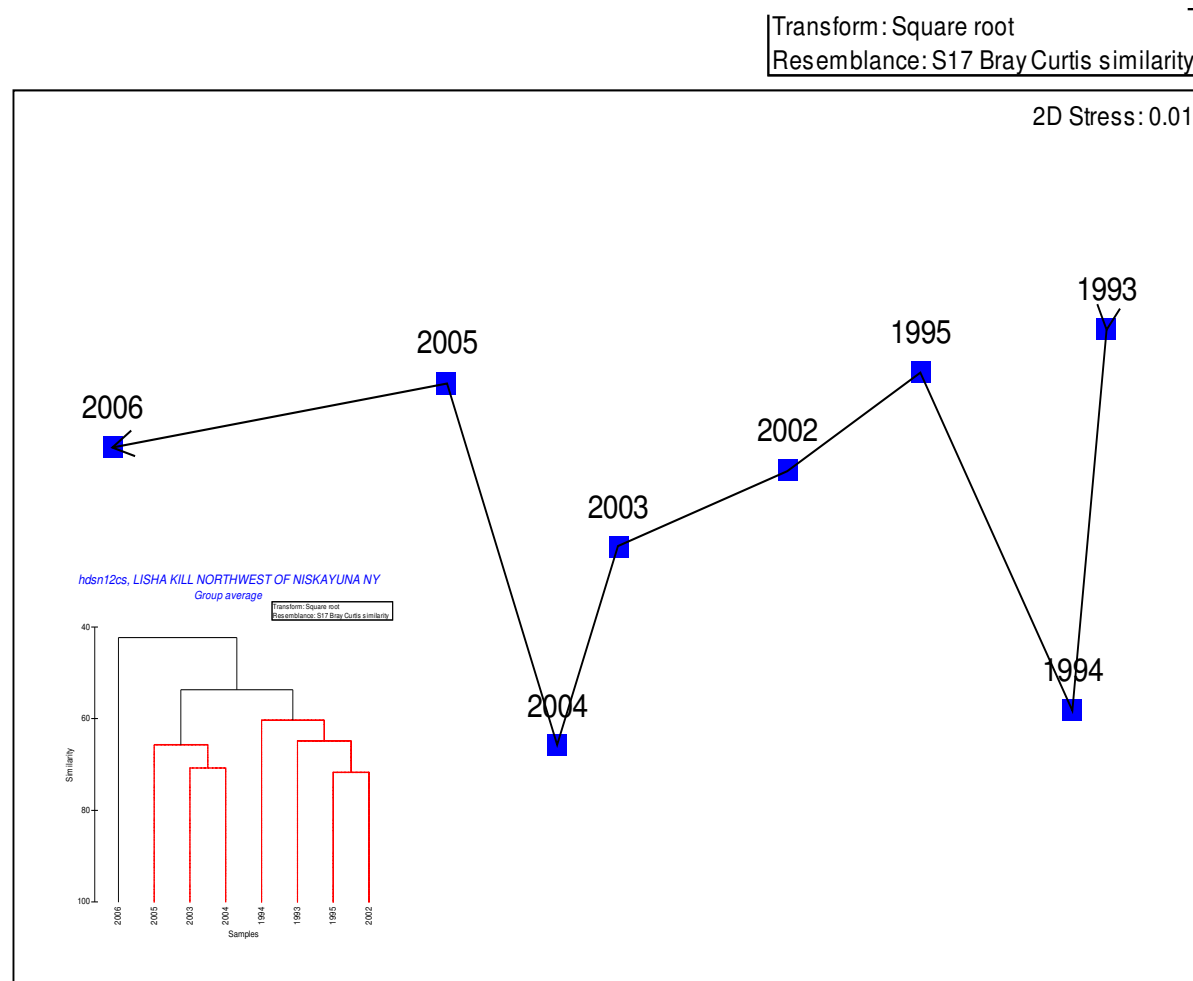 Transform: Square root
Resemblance: S17 Bray Curtis similarity
2D Stress: 0.01
1993
1995
2005
2006
2002
2003
1994
2004
hdsn12cs, LISHA KILL NORTHWEST OF NISKAYUNA NY
Group average
Transform: Square root
Resemblance: S17 Bray Curtis similarity
40
60
80
100
Similarity
2006
2005
2003
2004
1994
1993
1995
2002
Samples